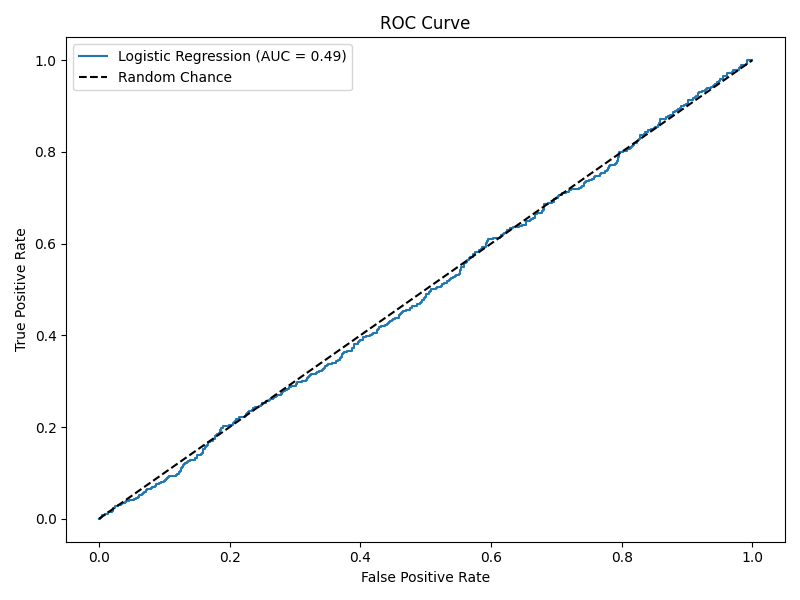 ROC Curve
Logistic Regression (AUC = 0.49)
Random Chance
1.0
0.8
0.6
0.4
0.2
0.0
True Positive Rate
0.0 0.2 0.4 0.6 0.8 1.0
False Positive Rate